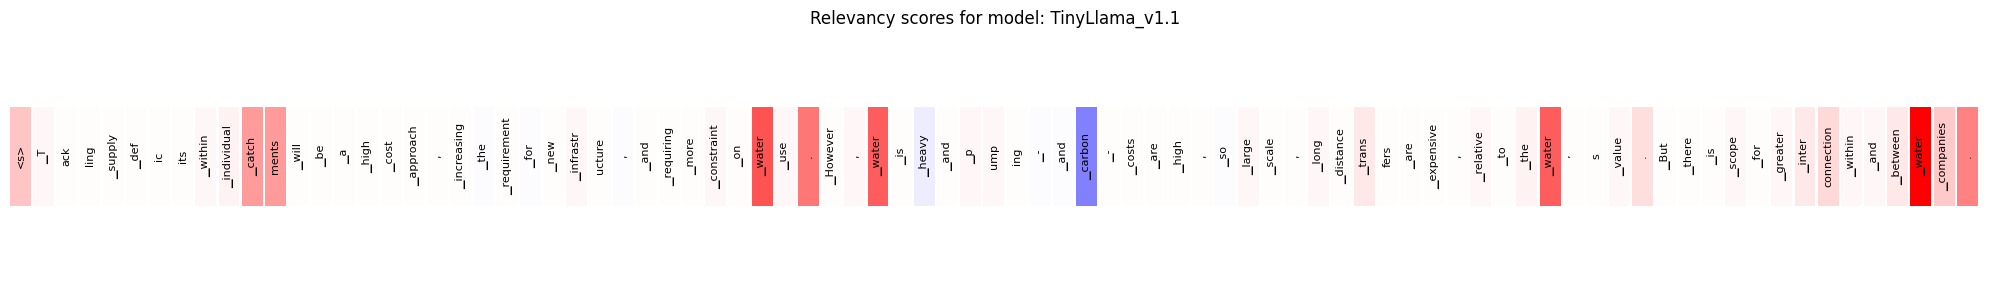 Relevancy scores for model: TinyLlama_v1.1
<s> _T ack ling _supply _def ic its _within _individual _catch ments _will _be _a _high _cost _approach , _increasing _the _requirement _for _new _infrastr ucture , _and _requiring _more _constraint _on _water _use . _However , _water _is _heavy _and _p ump ing _- _and _carbon _- _costs _are _high , _so _large _scale , _long _distance _trans fers _are _expensive , _relative _to _the _water ' s _value . _But _there _is _scope _for _greater _inter connection _within _and _between _water _companies .